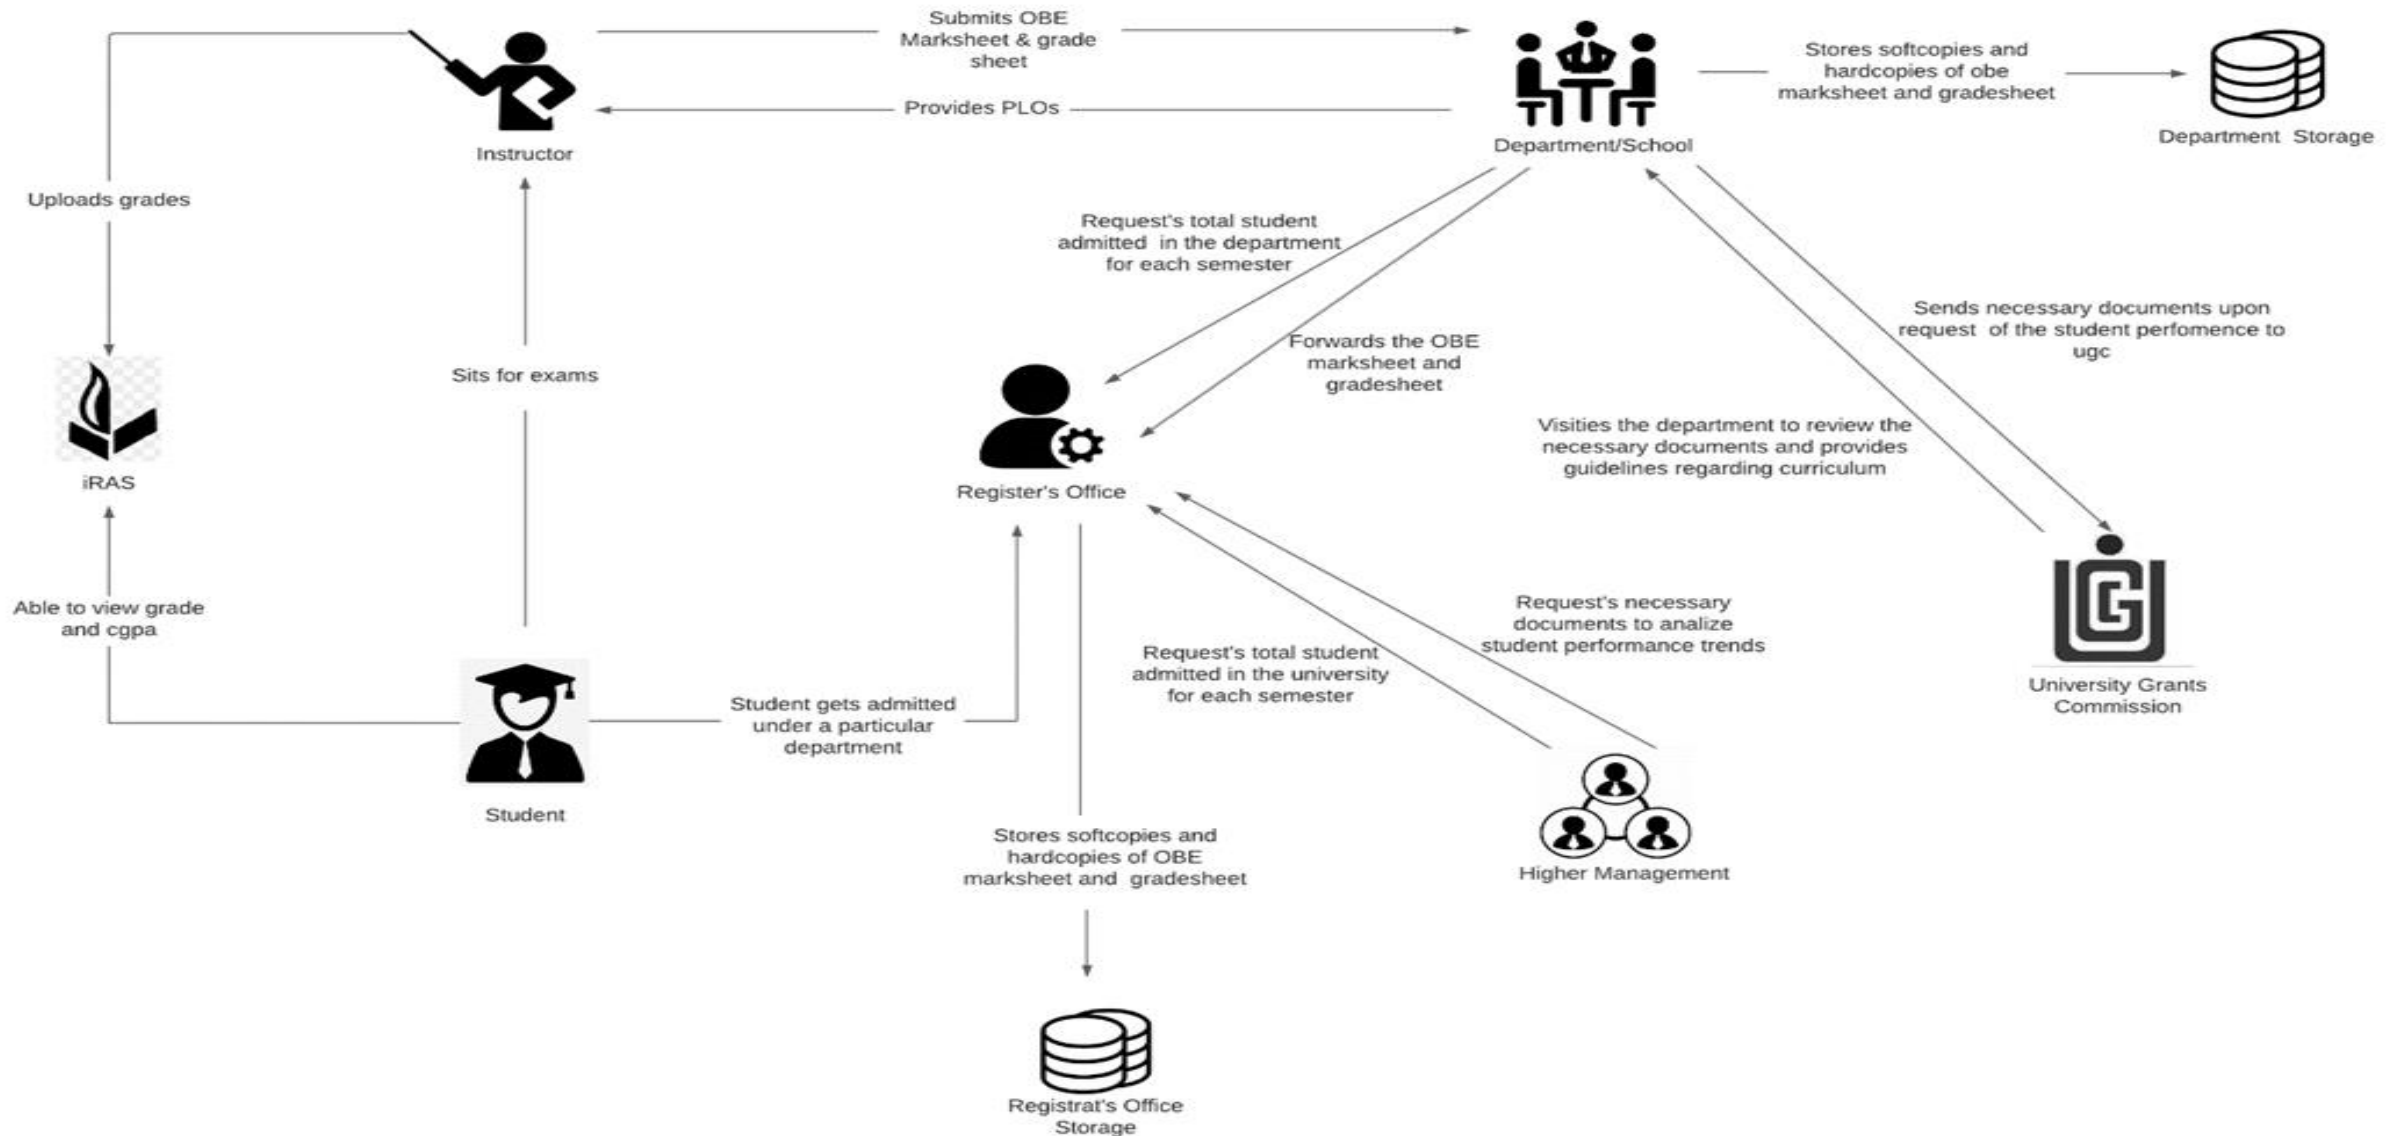 Submits OBE
Marksheet & grade
sheet
Provides PLOs
Stores softcopies and
hardcopies of obe
marksheet and gradesheet
Department  Storage
Department/School
Instructor
Uploads grades
Request's total student
admitted  in the department
for each semester
Forwards the OBE
marksheet and
gradesheet
Sends necessary documents upon
request  of the student perfomence to
ugc
Sits for exams
Visities the department to review the
necessary documents and provides
guidelines regarding curriculum
iRAS
Register's Office
Able to view grade
and cgpa
Request's necessary
documents to analize
student performance trends
Request's total student
admitted in the university
for each semester
University Grants
Commission
Student gets admitted
under a particular
department
Student
Stores softcopies and
hardcopies of OBE
marksheet and  gradesheet
Higher Management
Registrat's Office
Storage